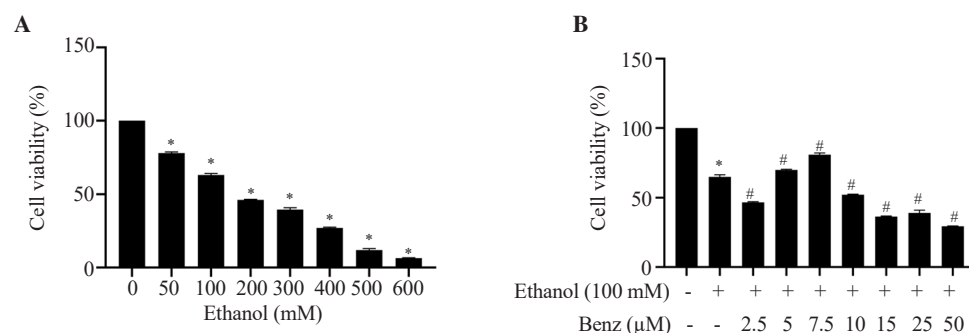 A
150
100
50
0
Cell viability (%)
* * * * * * *
0 50 100 200 300 400 500 600
Ethanol (mM)
B
150
100
50
0
Cell viability (%)
* # # # # # # #
Ethanol (100 mM) - + + + + + + + +
Benz (μM) - - 2.5 5 7.5 10 15 25 50